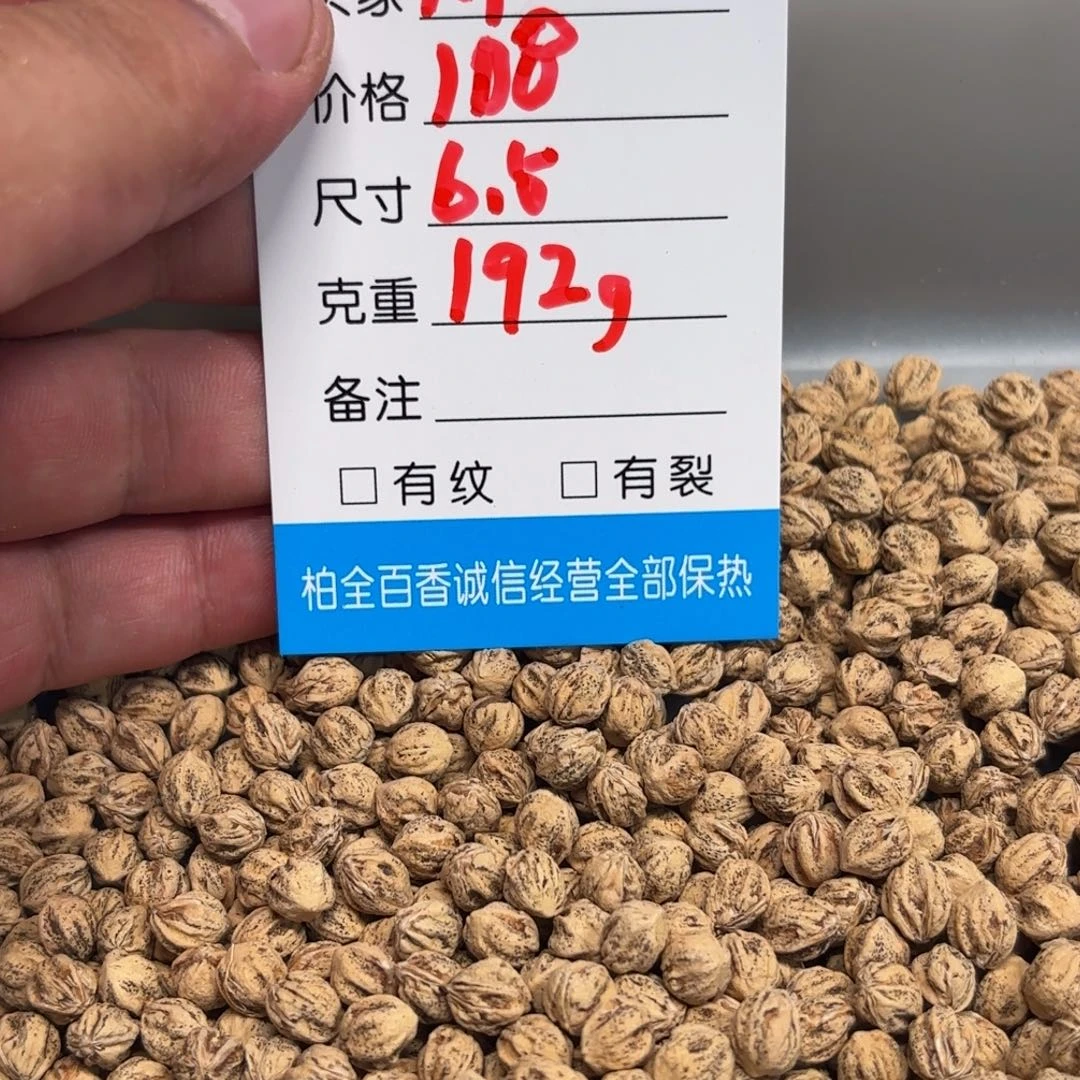 家
价格 108
尺寸 6.5
克重 192g
备注
有纹 有裂
柏全百香诚信经营全部保热